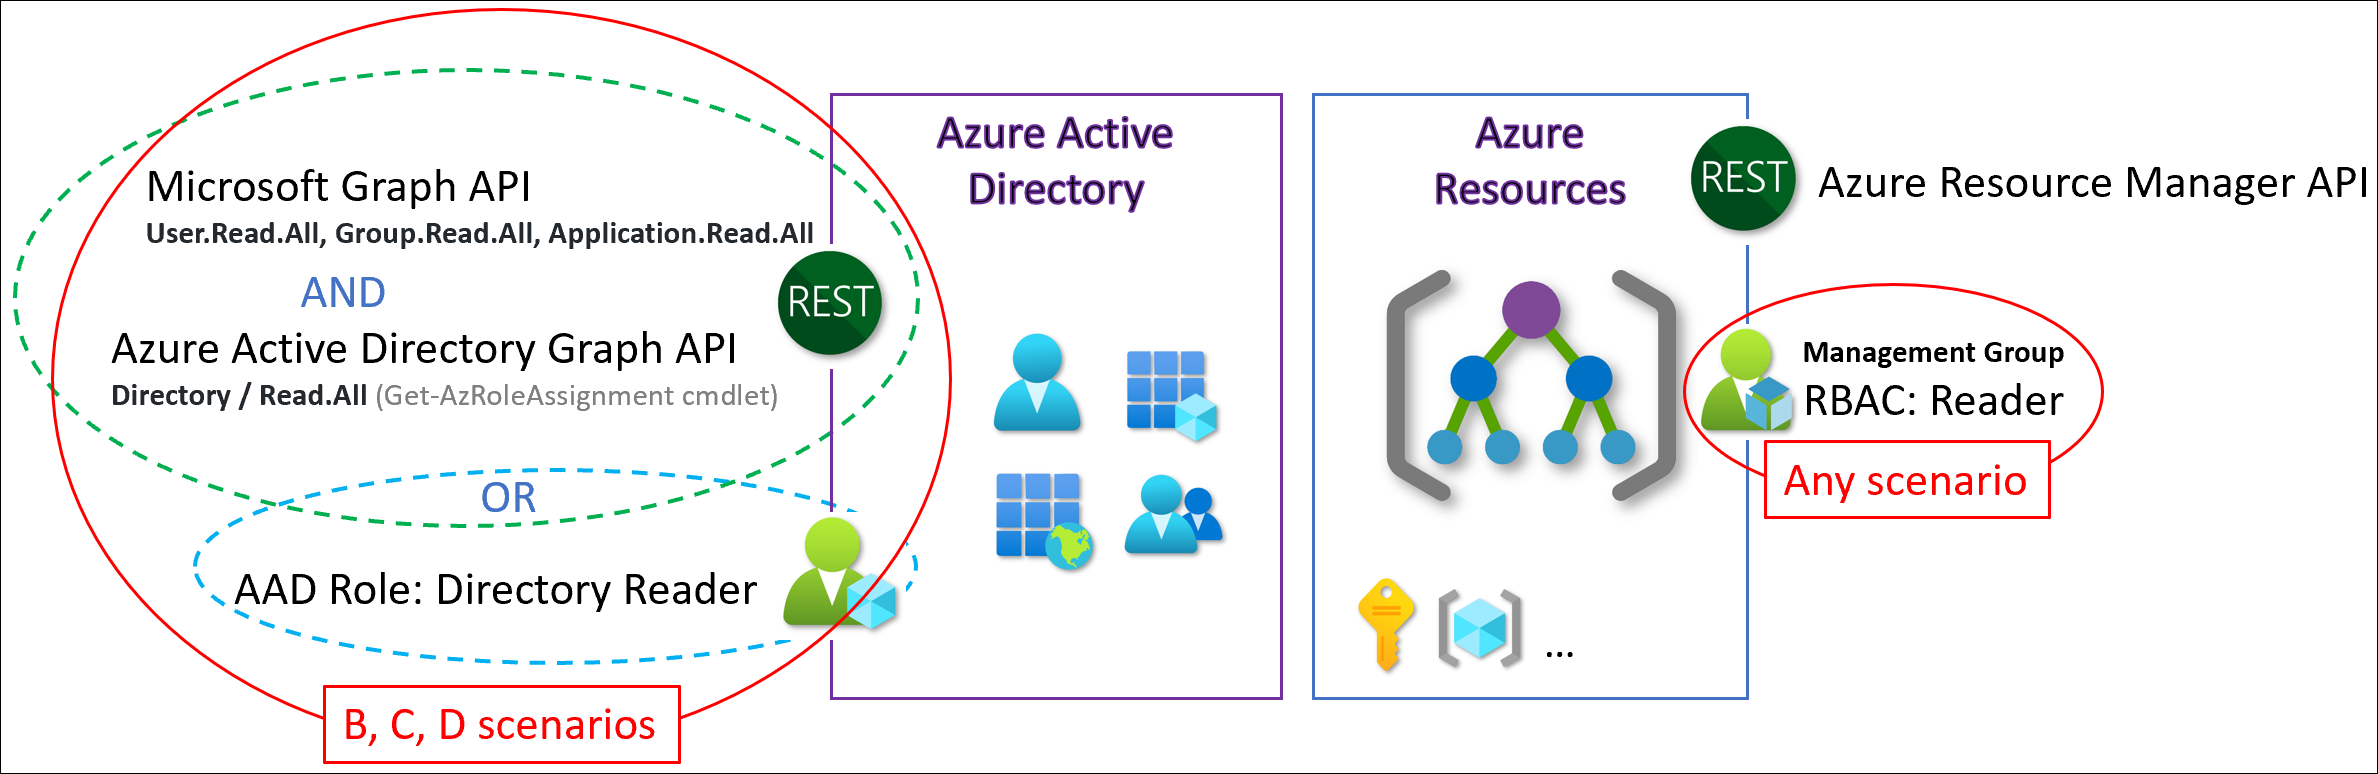 Microsoft Graph API
User.Read.All, Group.Read.All, Application.Read.All
AND
REST
Azure Active Directory Graph API
Directory / Read.All (Get-AzRoleAssignment cmdlet)
OR
AAD Role: Directory Reader
B, C, D scenarios
Azure Active
Directory
Azure
Resources
REST
Azure Resource Manager API
Management Group
RBAC: Reader
Any scenario
...